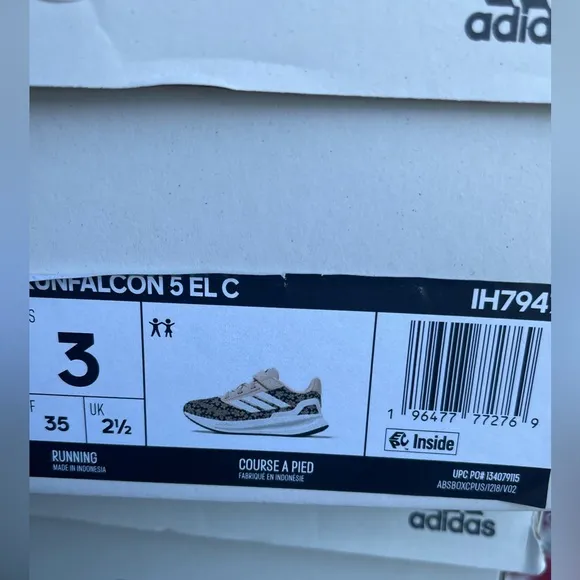 adidas
RUNFALCON 5 EL C
IH794
3
35
UK
2½
RUNNING
MADE IN INDONESIA
COURSE A PIED
FABRIQUÉ EN INDONÉSIE
1 96477 77276 9
Inside
UPC PO# 134079115
ABSBOXCPUS/1218/V02
adidas